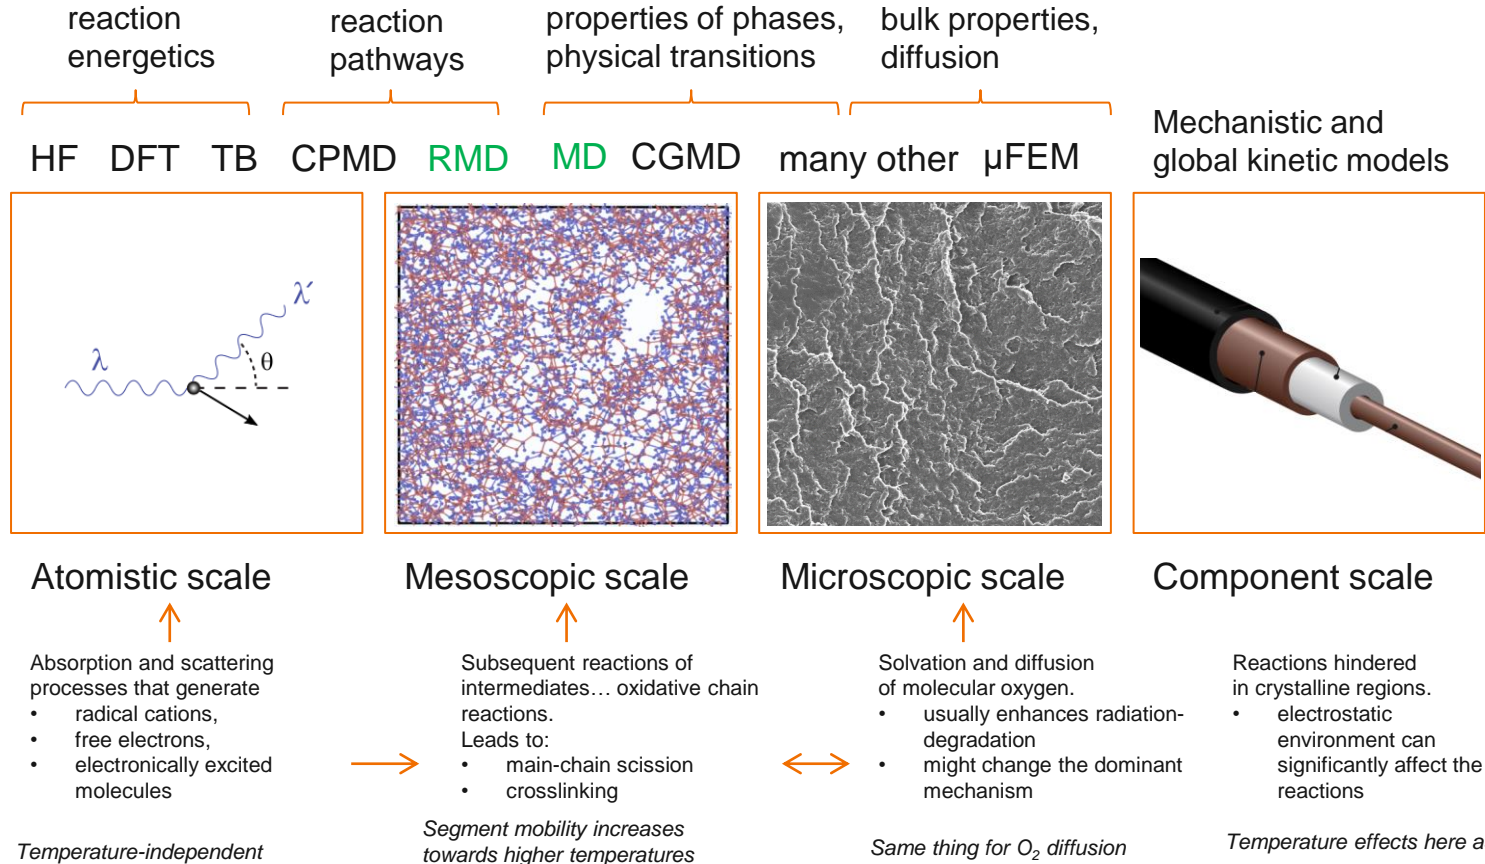 reaction
energetics
reaction
pathways
properties of phases,
physical transitions
bulk properties,
diffusion
HF DFT TB CPMD RMD MD CGMD many other µFEM
Mechanistic and
global kinetic models
λ
λ′
θ
Atomistic scale
Mesoscopic scale
Microscopic scale
Component scale
Absorption and scattering
processes that generate
• radical cations,
• free electrons,
• electronically excited
molecules
Temperature-independent
Subsequent reactions of
intermediates… oxidative chain
reactions.
Leads to:
• main-chain scission
• crosslinking
Segment mobility increases
towards higher temperatures
Solvation and diffusion
of molecular oxygen.
• usually enhances radiation-
degradation
• might change the dominant
mechanism
Same thing for O₂ diffusion
Reactions hindered
in crystalline regions.
• electrostatic
environment can
significantly affect the
reactions
Temperature effects here a